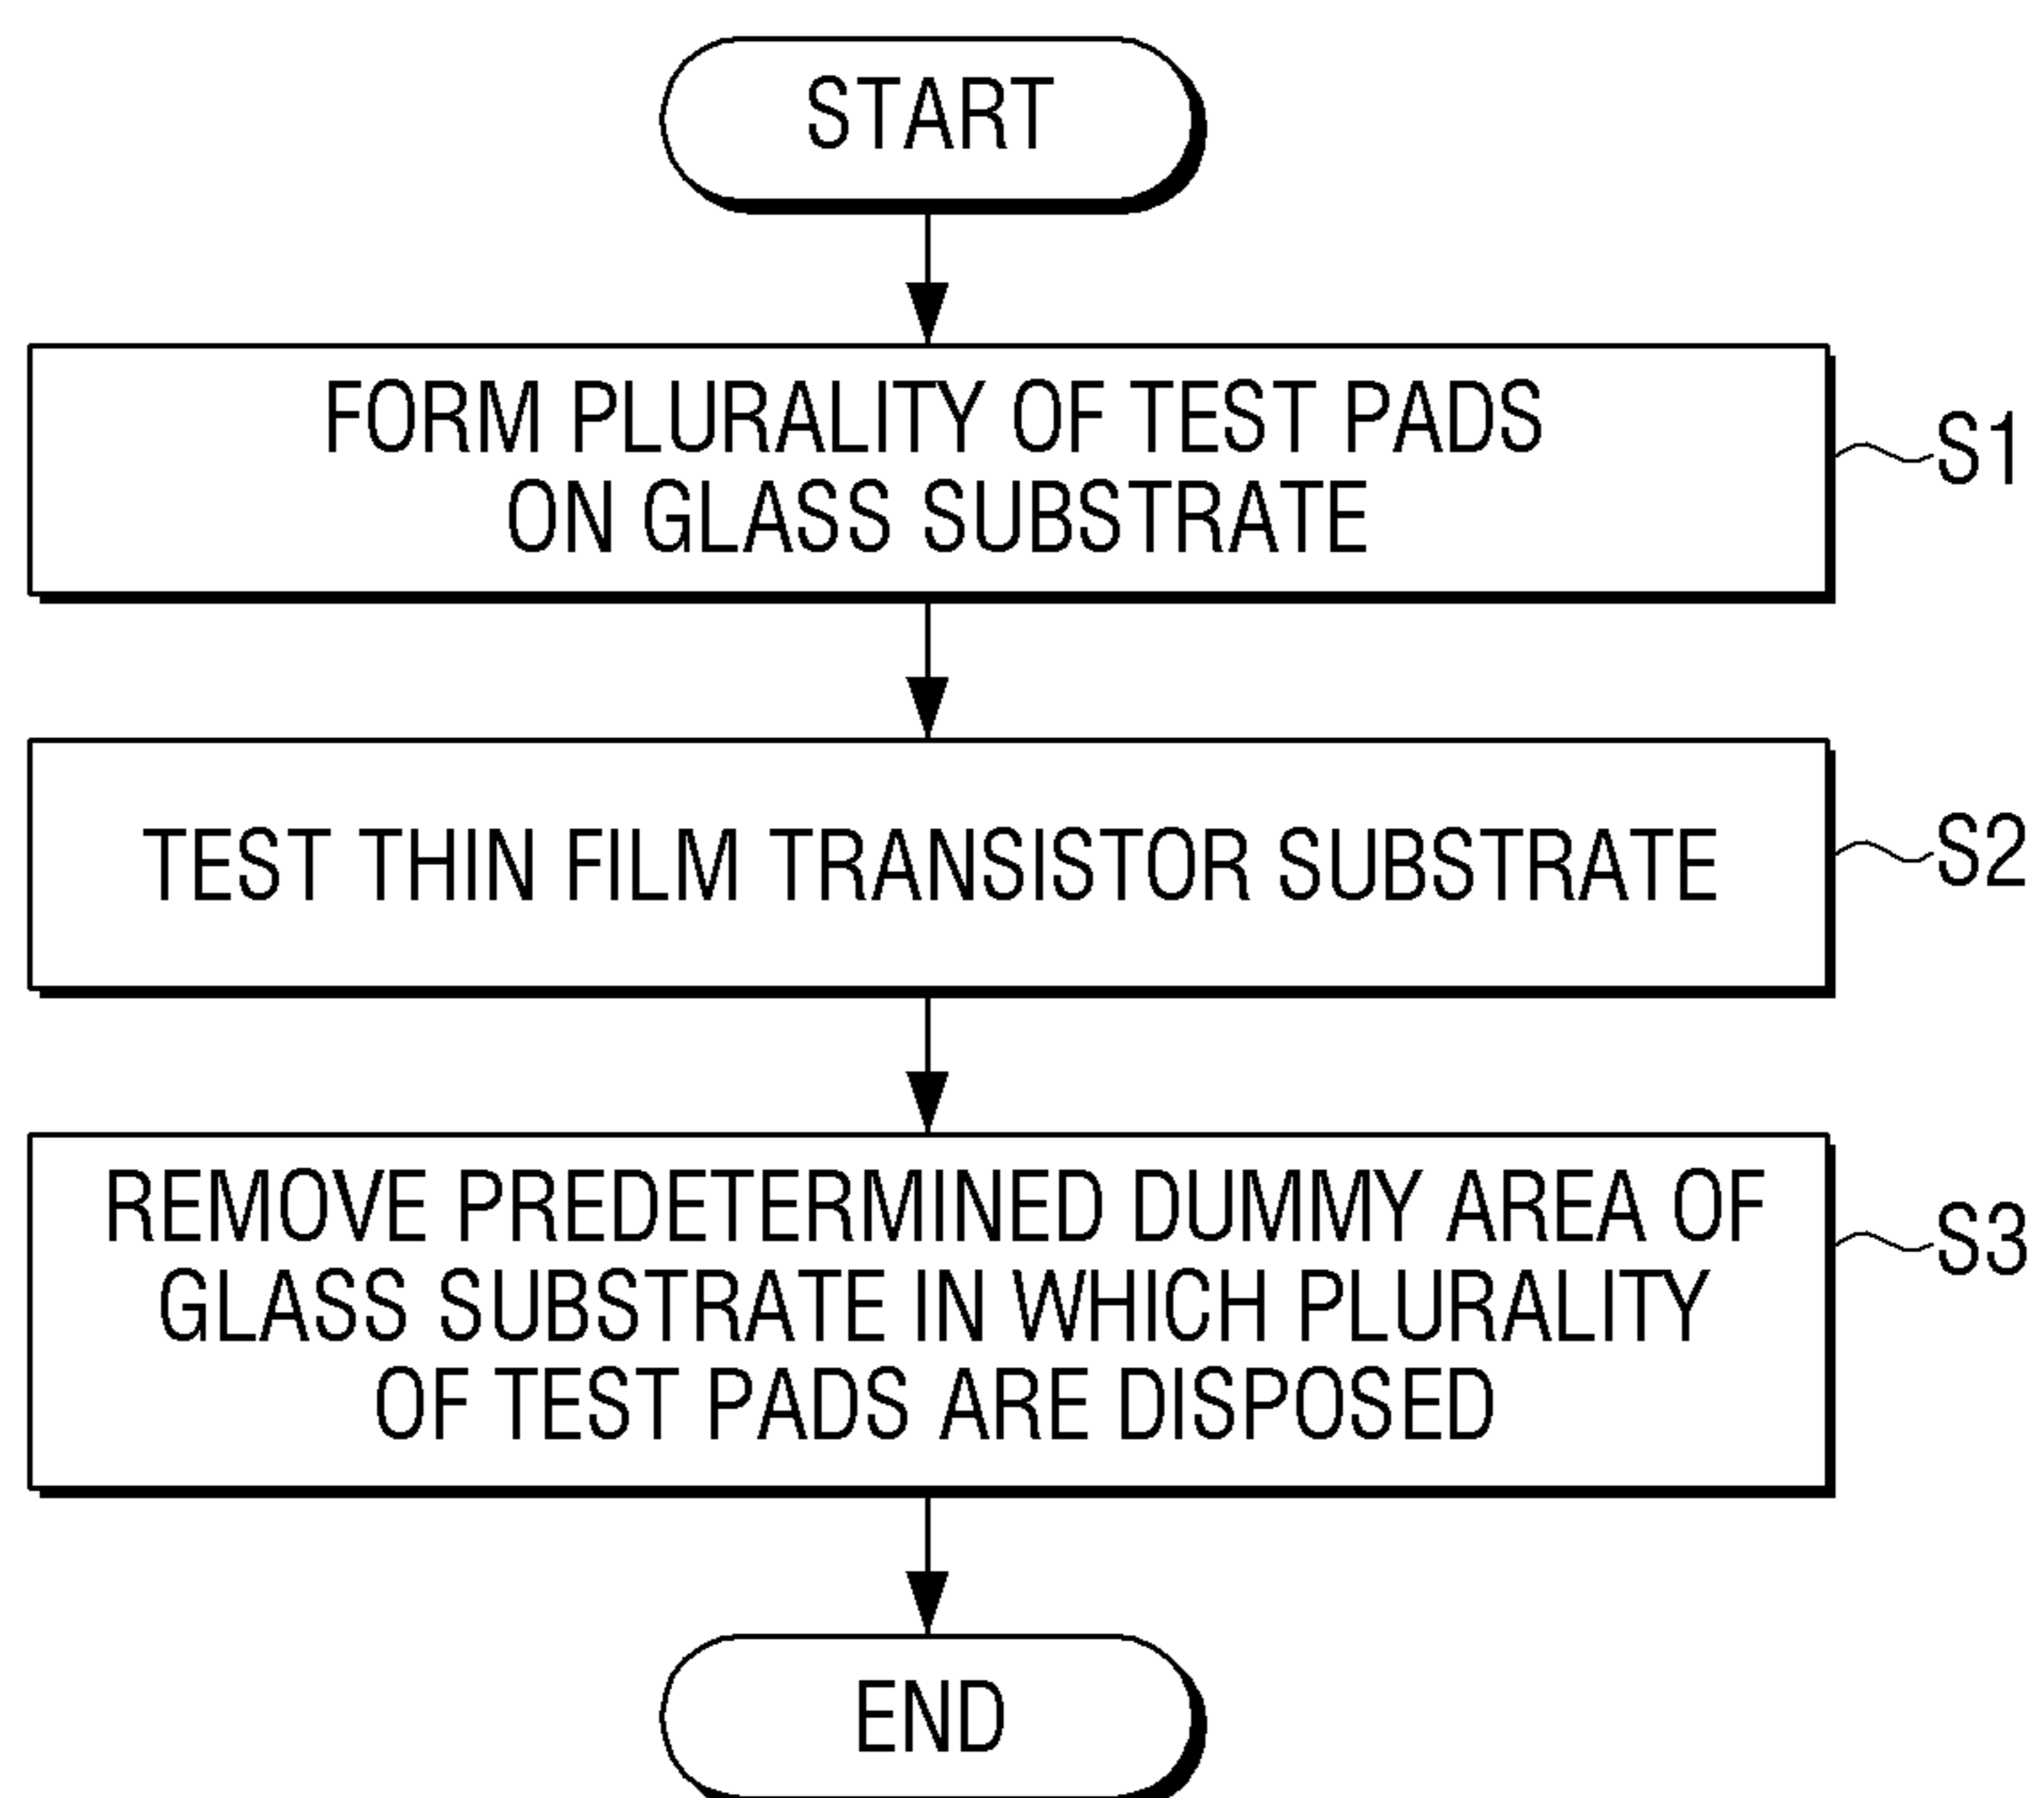 START
FORM PLURALITY OF TEST PADS
ON GLASS SUBSTRATE
S1
TEST THIN FILM TRANSISTOR SUBSTRATE
S2
REMOVE PREDETERMINED DUMMY AREA OF
GLASS SUBSTRATE IN WHICH PLURALITY
OF TEST PADS ARE DISPOSED
S3
END